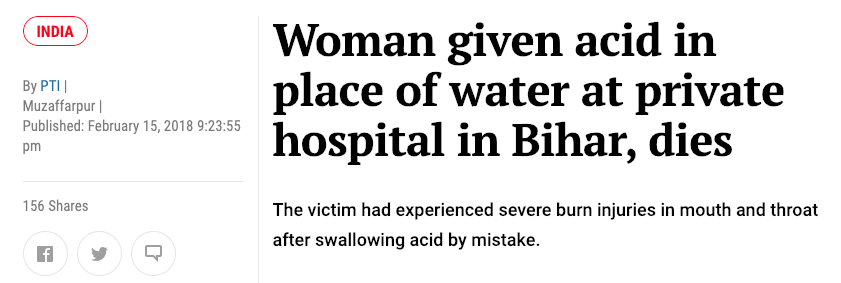 INDIA
By PTI |
Muzaffarpur |
Published: February 15, 2018 9:23:55
pm
156 Shares
Woman given acid in
place of water at private
hospital in Bihar, dies
The victim had experienced severe burn injuries in mouth and throat
after swallowing acid by mistake.